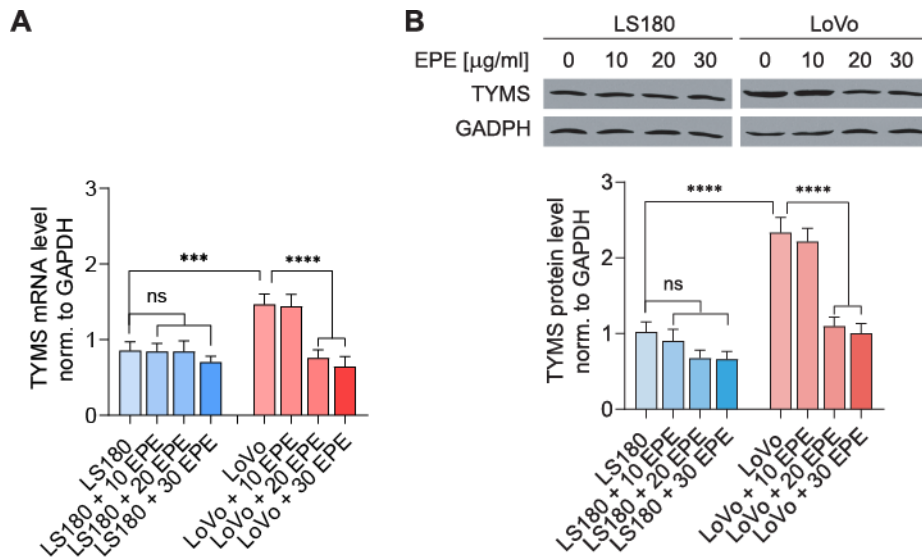 A
TYMS mRNA level
norm. to GAPDH
3
2
1
0
***
****
ns
LS180
LS180 + 10 EPE
LS180 + 20 EPE
LS180 + 30 EPE
LoVo
LoVo + 10 EPE
LoVo + 20 EPE
LoVo + 30 EPE
B
LS180 LoVo
EPE [µg/ml] 0 10 20 30 0 10 20 30
TYMS
GADPH
TYMS protein level
norm. to GAPDH
3
2
1
0
****
****
ns
LS180
LS180 + 10 EPE
LS180 + 20 EPE
LS180 + 30 EPE
LoVo
LoVo + 10 EPE
LoVo + 20 EPE
LoVo + 30 EPE